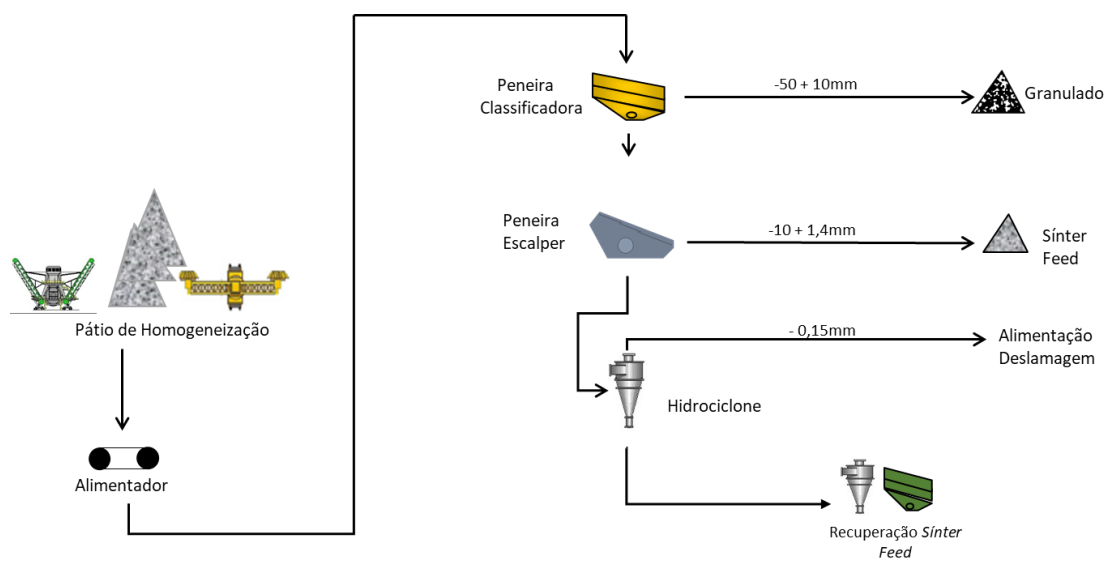 Peneira
Classificadora
-50 + 10mm
Granulado
Peneira
Escalper
-10 + 1,4mm
Sínter
Feed
Pátio de Homogeneização
- 0,15mm
Alimentação
Deslamagem
Hidrociclone
Alimentador
Recuperação Sínter
Feed